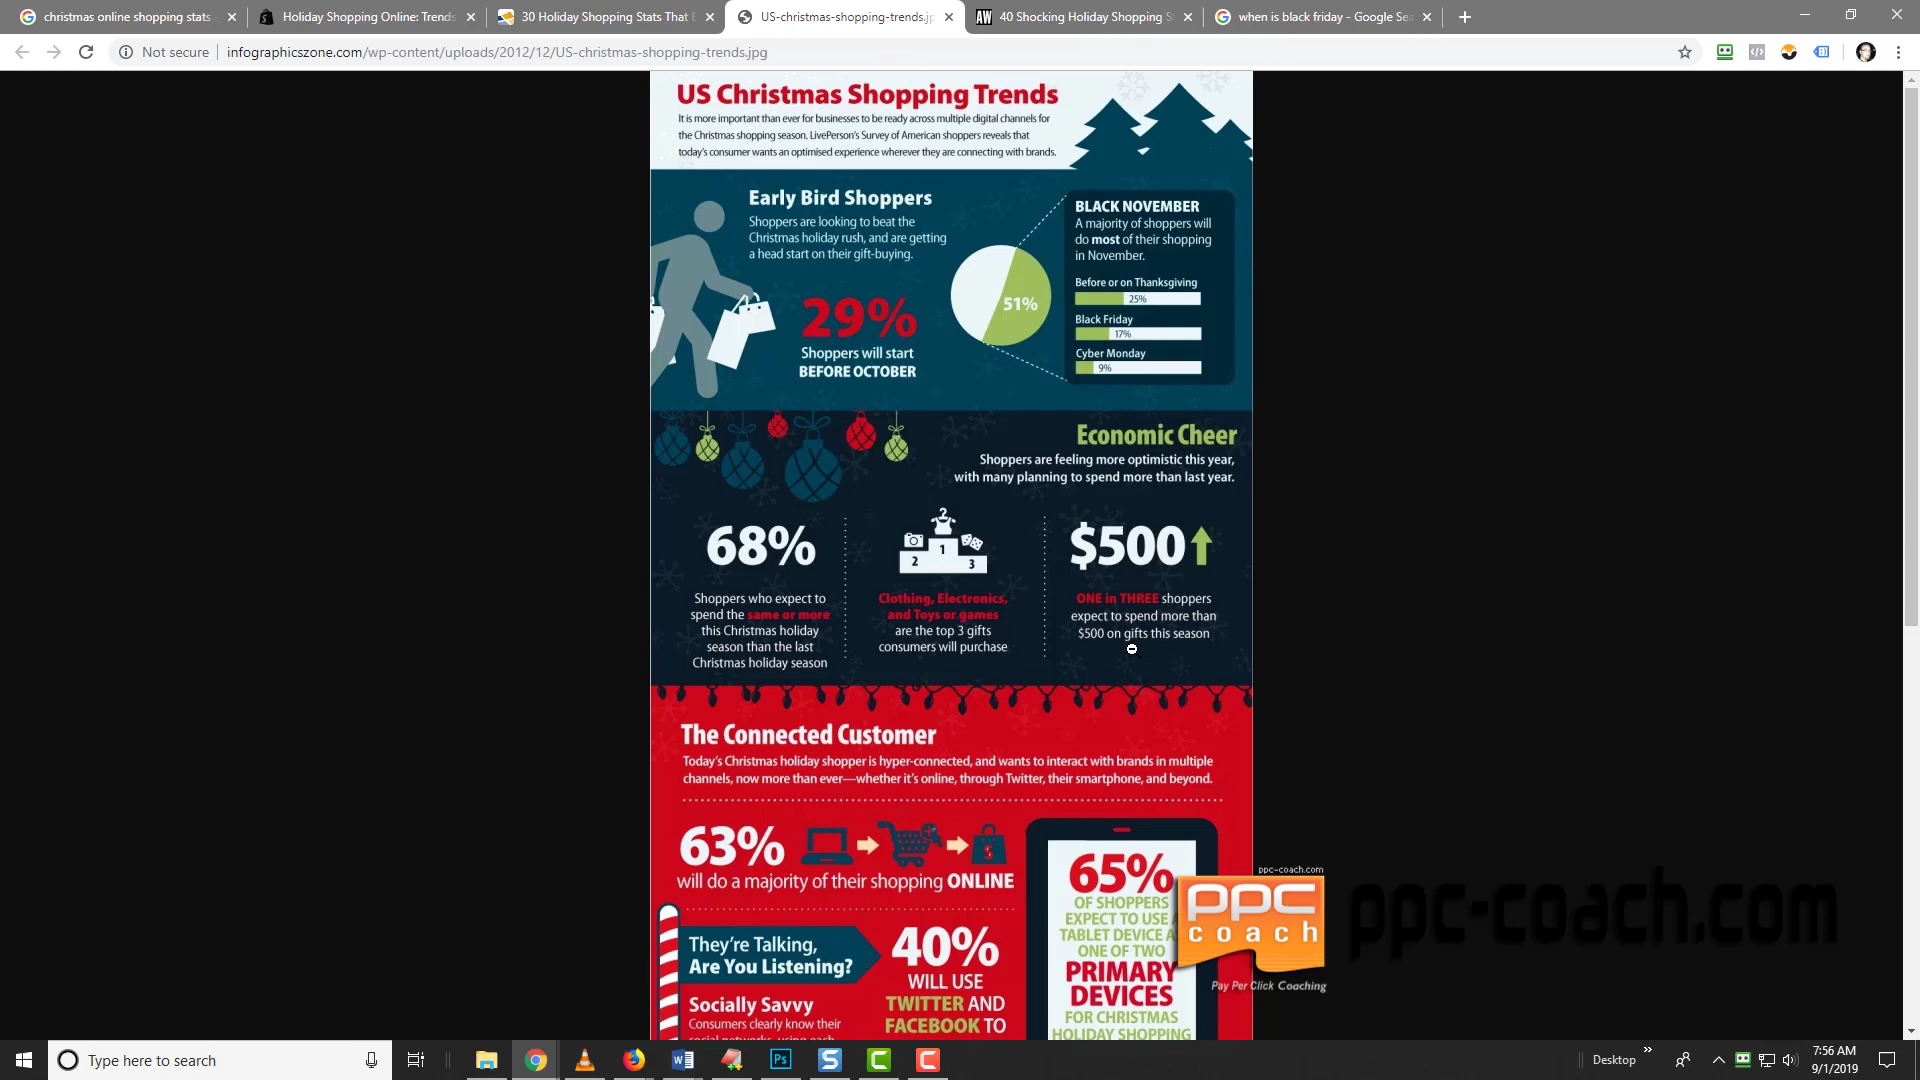 christmas online shopping stats
Holiday Shopping Online: Trends
30 Holiday Shopping Stats That
US-christmas-shopping-trends.jp
40 Shocking Holiday Shopping
when is black friday - Google
Not secure
infographicszone.com/wp-content/uploads/2012/12/US-christmas-shopping-trends.jpg
US Christmas Shopping Trends
It is more important than ever for businesses to be ready across multiple digital channels for
the Christmas shopping season. LivePerson's Survey of American shoppers reveals that
today's consumer wants an optimised experience wherever they are connecting with brands.
Early Bird Shoppers
Shoppers are looking to beat the
Christmas holiday rush, and are getting
a head start on their gift-buying.
29%
Shoppers will start
BEFORE OCTOBER
51%
BLACK NOVEMBER
A majority of shoppers will
do most of their shopping
in November.
Before or on Thanksgiving
25%
Black Friday
17%
Cyber Monday
9%
Economic Cheer
Shoppers are feeling more optimistic this year,
with many planning to spend more than last year.
68%
Shoppers who expect to
spend the same or more
this Christmas holiday
season than the last
Christmas holiday season
1
2
3
Clothing, Electronics,
and Toys or games
are the top 3 gifts
consumers will purchase
$500
ONE in THREE shoppers
expect to spend more than
$500 on gifts this season
The Connected Customer
Today's Christmas holiday shopper is hyper-connected, and wants to interact with brands in multiple
channels, now more than ever—whether it's online, through Twitter, their smartphone, and beyond.
63%
$
will do a majority of their shopping ONLINE
They're Talking,
Are You Listening?
Socially Savvy
Consumers clearly know their
40%
WILL USE
TWITTER AND
FACEBOOK TO
65%
OF SHOPPERS
EXPECT TO USE
TABLET DEVICE
ONE OF TWO
PRIMARY
DEVICES
FOR CHRISTMAS
HOLIDAY SHOPPING
ppc-coach.com
ppc
coach
Pay Per Click Coaching
ppc-coach.com
Type here to search
Desktop
7:56 AM
9/1/2019